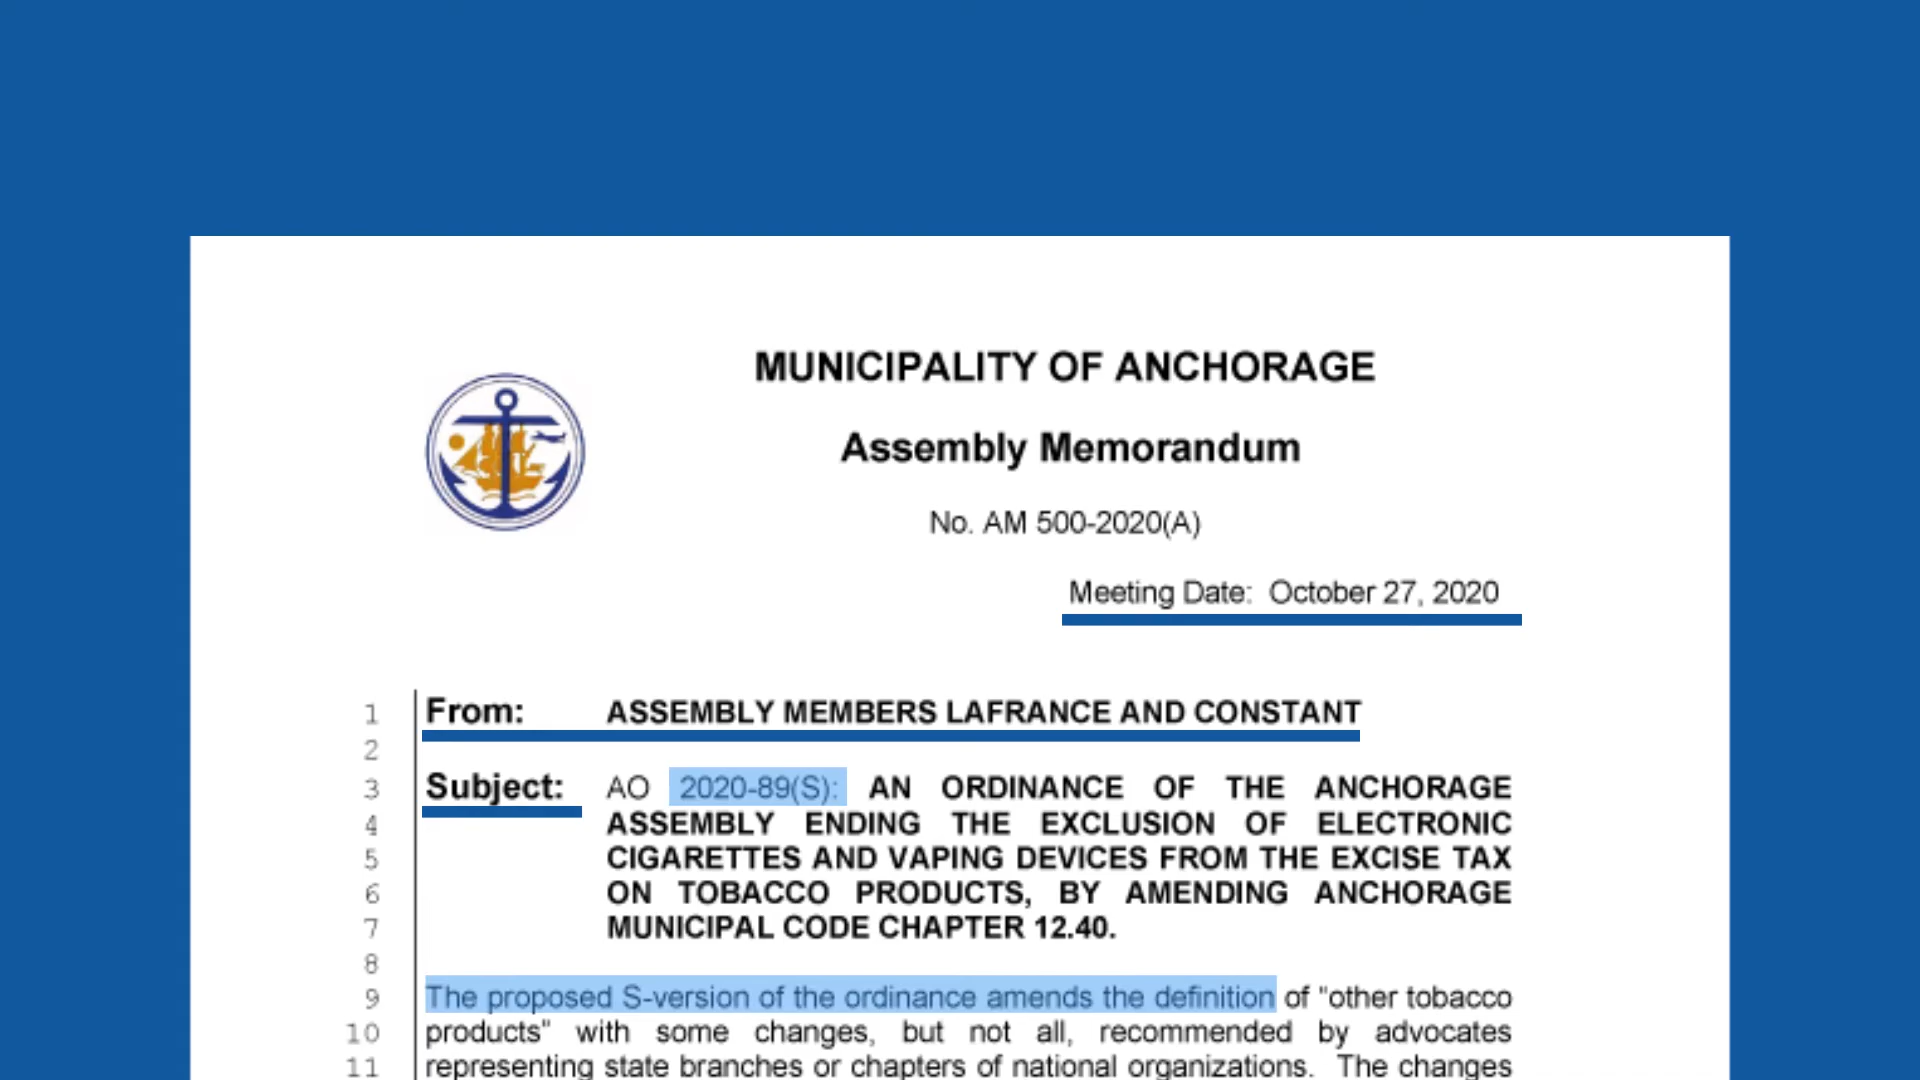 MUNICIPALITY OF ANCHORAGE
Assembly Memorandum
No. AM 500-2020(A)
Meeting Date: October 27, 2020
1 From: ASSEMBLY MEMBERS LAFRANCE AND CONSTANT
2
3 Subject: AO 2020-89(S): AN ORDINANCE OF THE ANCHORAGE
4 ASSEMBLY ENDING THE EXCLUSION OF ELECTRONIC
5 CIGARETTES AND VAPING DEVICES FROM THE EXCISE TAX
6 ON TOBACCO PRODUCTS, BY AMENDING ANCHORAGE
7 MUNICIPAL CODE CHAPTER 12.40.
8
9 The proposed S-version of the ordinance amends the definition of "other tobacco
10 products" with some changes, but not all, recommended by advocates
11 representing state branches or chapters of national organizations. The changes